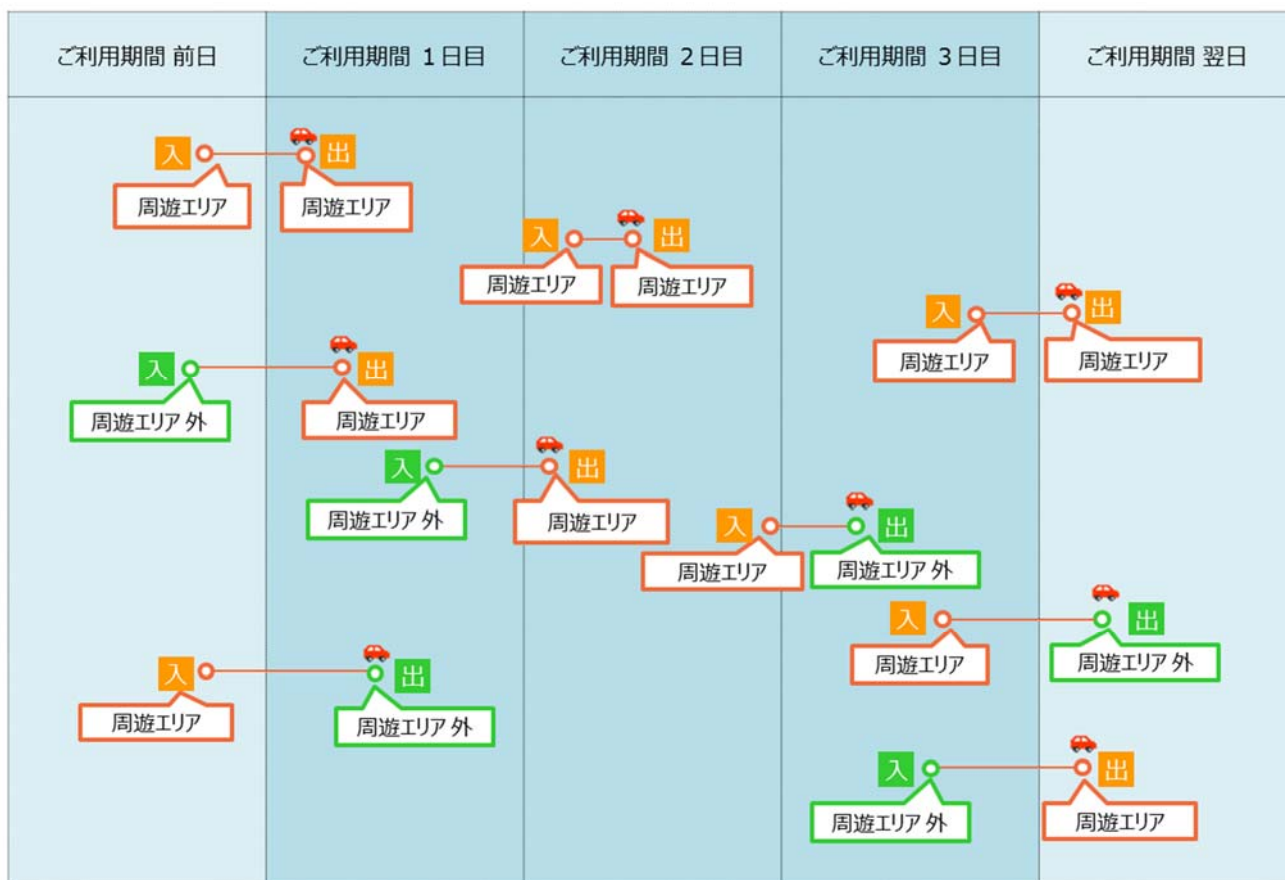 ご利用期間 前日
ご利用期間 1日目
ご利用期間 2日目
ご利用期間 3日目
ご利用期間 翌日
入 出
周遊エリア 周遊エリア
入 出
周遊エリア 周遊エリア
入 出
周遊エリア 周遊エリア
入 出
周遊エリア 外 周遊エリア
入 出
周遊エリア 外 周遊エリア
入 出
周遊エリア 周遊エリア 外
入 出
周遊エリア 周遊エリア 外
入 出
周遊エリア 周遊エリア 外
入 出
周遊エリア 外 周遊エリア